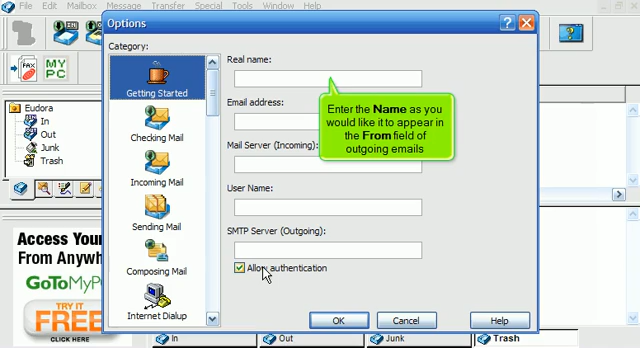 File Edit Mailbox Message Transfer Special Tools Window Help
Options
Category:
Getting Started
Checking Mail
Incoming Mail
Sending Mail
Composing Mail
Internet Dialup
Real name:
Email address:
Mail Server (Incoming):
User Name:
SMTP Server (Outgoing):
Allow authentication
OK
Cancel
Help
Enter the Name as you
would like it to appear in
the From field of
outgoing emails
FAX
MY
PC
Eudora
In
Out
Junk
Trash
Access Your
From Anywh
GoToMyP
TRY IT
FREE
CLICK HERE
In
Out
Junk
Trash